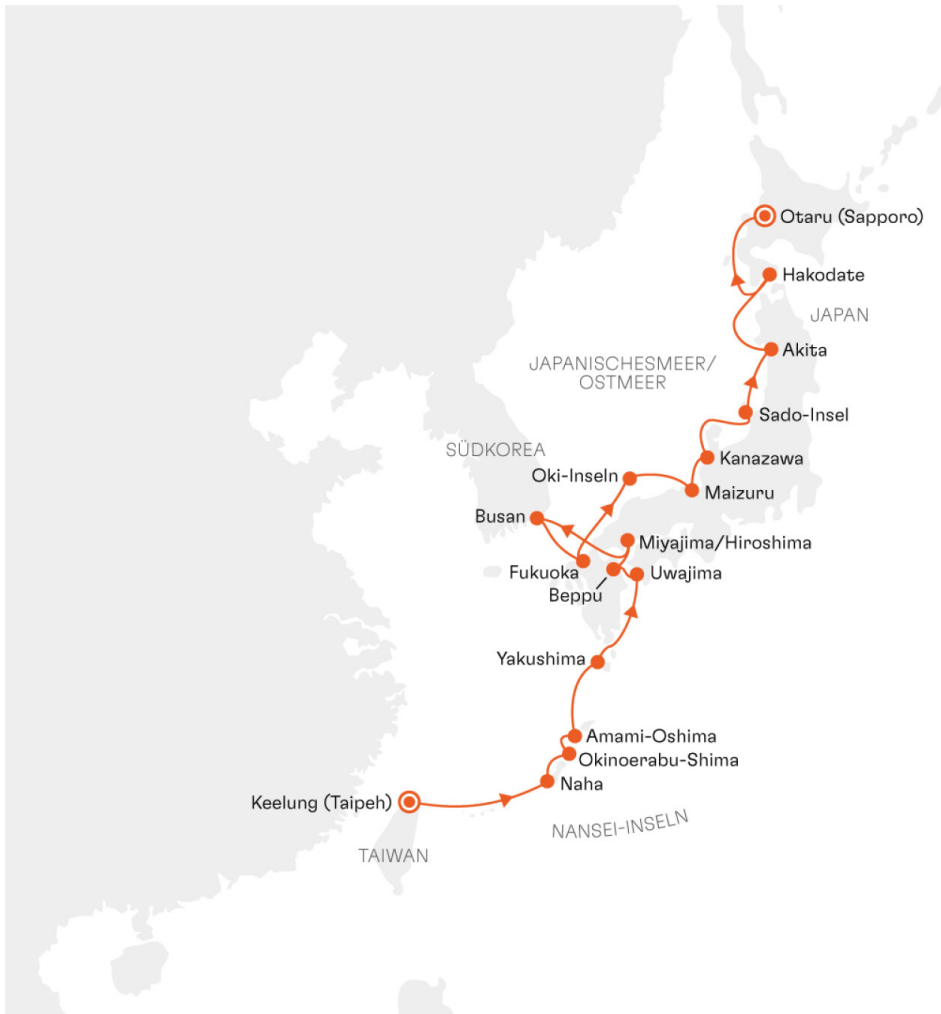 Otaru (Sapporo)
Hakodate
JAPAN
Akita
JAPANISCHESMEER/
OSTMEER
Sado-Insel
SÜDKOREA
Kanazawa
Oki-Inseln
Maizuru
Busan
Miyajima/Hiroshima
Fukuoka
Uwajima
Beppu
Yakushima
Amami-Oshima
Okinoerabu-Shima
Naha
Keelung (Taipeh)
NANSEI-INSELN
TAIWAN